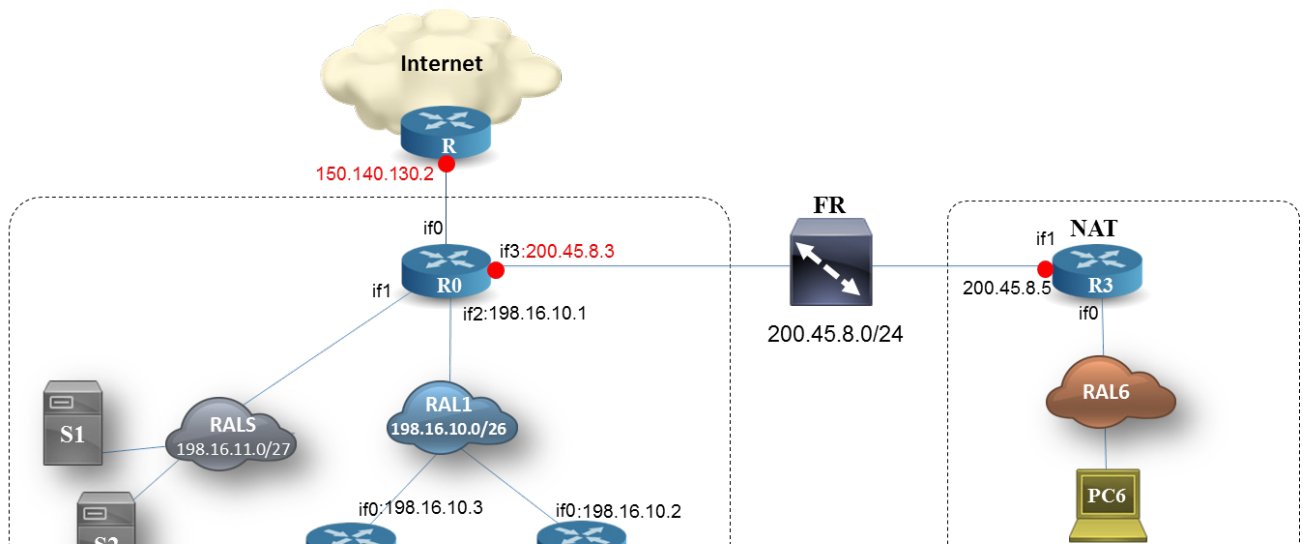 Internet
R
150.140.130.2
if0
R0
if3:200.45.8.3
if1
if2:198.16.10.1
FR
200.45.8.0/24
NAT
if1
200.45.8.5
R3
if0
S1
RALS
198.16.11.0/27
RAL1
198.16.10.0/26
RAL6
PC6
S2
if0:198.16.10.3
if0:198.16.10.2